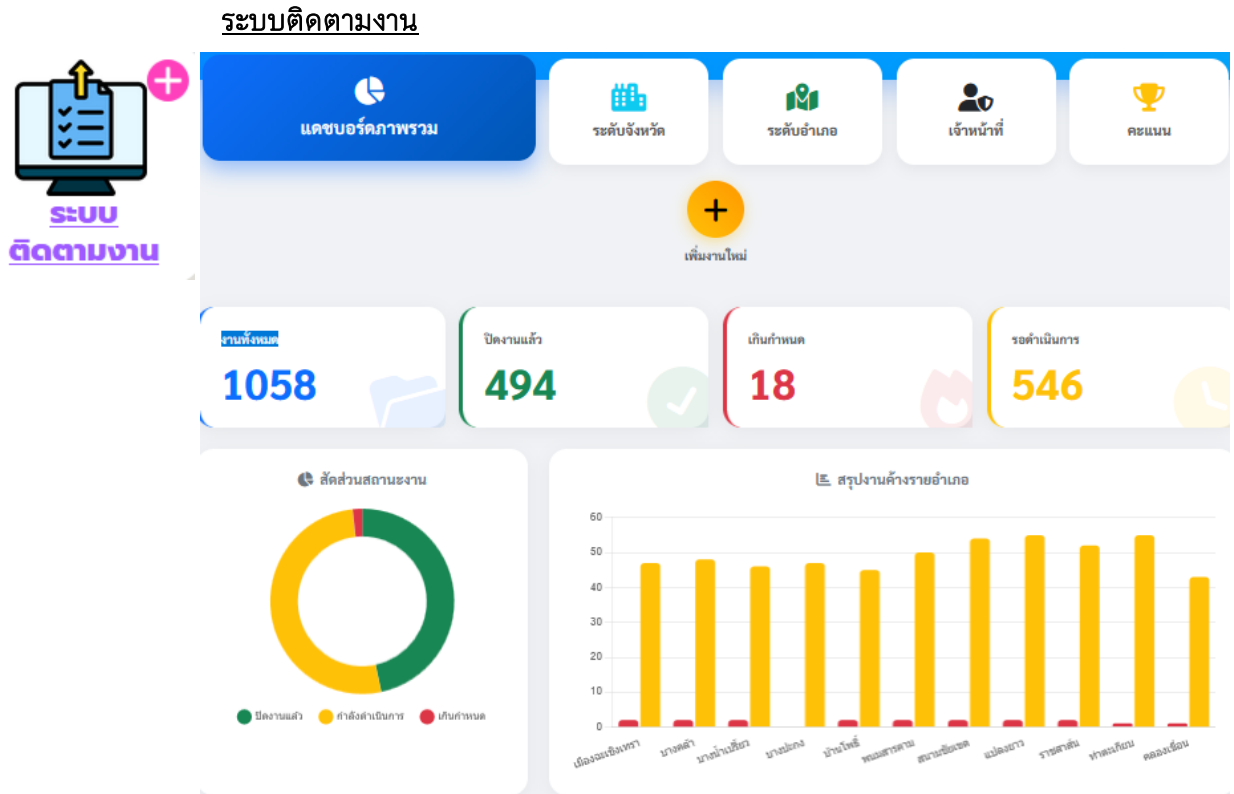 ระบบติดตามงาน
ระบบ
ติดตามงาน
แดชบอร์ดภาพรวม
ระดับจังหวัด
ระดับอำเภอ
เจ้าหน้าที่
คะแนน
เพิ่มงานใหม่
งานทั้งหมด
1058
ปิดงานแล้ว
494
เกินกำหนด
18
รอดำเนินการ
546
สัดส่วนสถานะงาน
ปิดงานแล้ว
กำลังดำเนินการ
เกินกำหนด
สรุปงานค้างรายอำเภอ
60
50
40
30
20
10
0
เมืองฉะเชิงเทรา
บางคล้า
บางน้ำเปรี้ยว
บางปะกง
บ้านโพธิ์
พนมสารคาม
สนามชัยเขต
แปลงยาว
ราชสาส์น
ท่าตะเกียบ
คลองเขื่อน